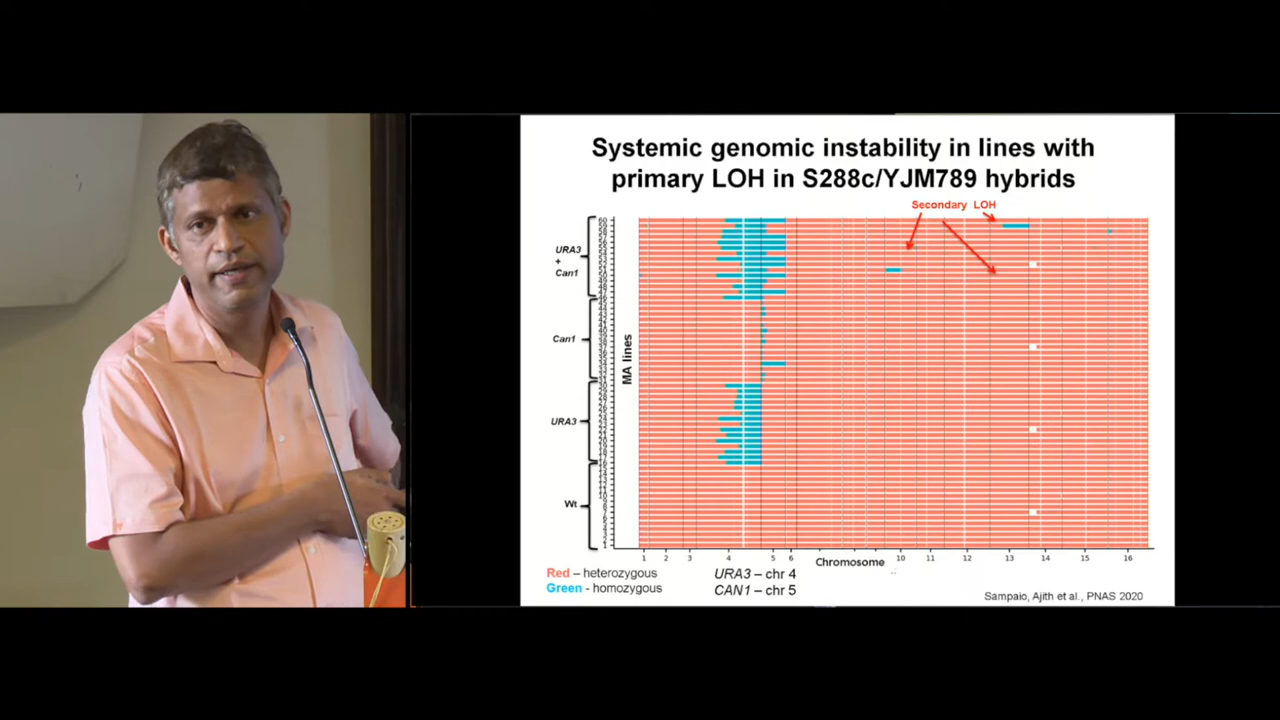 Systemic genomic instability in lines with
primary LOH in S288c/YJM789 hybrids
Secondary LOH
URA3
+
Can1
Can1
URA3
Wt
MA lines
1 2 3 4 5 6 10 11 12 13 14 15 16
Chromosome
Red – heterozygous
Green - homozygous
URA3 – chr 4
CAN1 – chr 5
Sampaio, Ajith et al., PNAS 2020